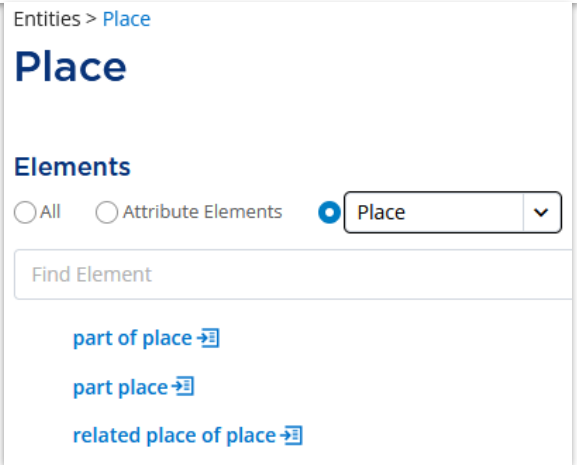 Entities > Place
Place
Elements
All Attribute Elements Place
Find Element
part of place
part place
related place of place